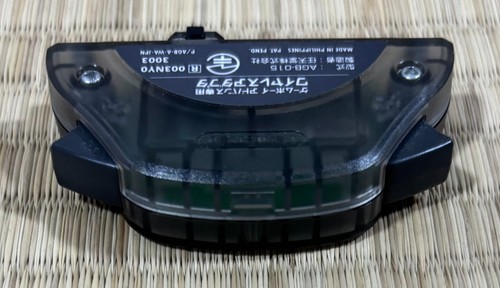 ゲームボーイアドバンス専用
ワイヤレスアダプタ
型式:AGB-015
製造者:任天堂株式会社
MADE IN PHILIPPINES PAT. PEND.
R 003NY03003
P/AGB-A-WA-JPN